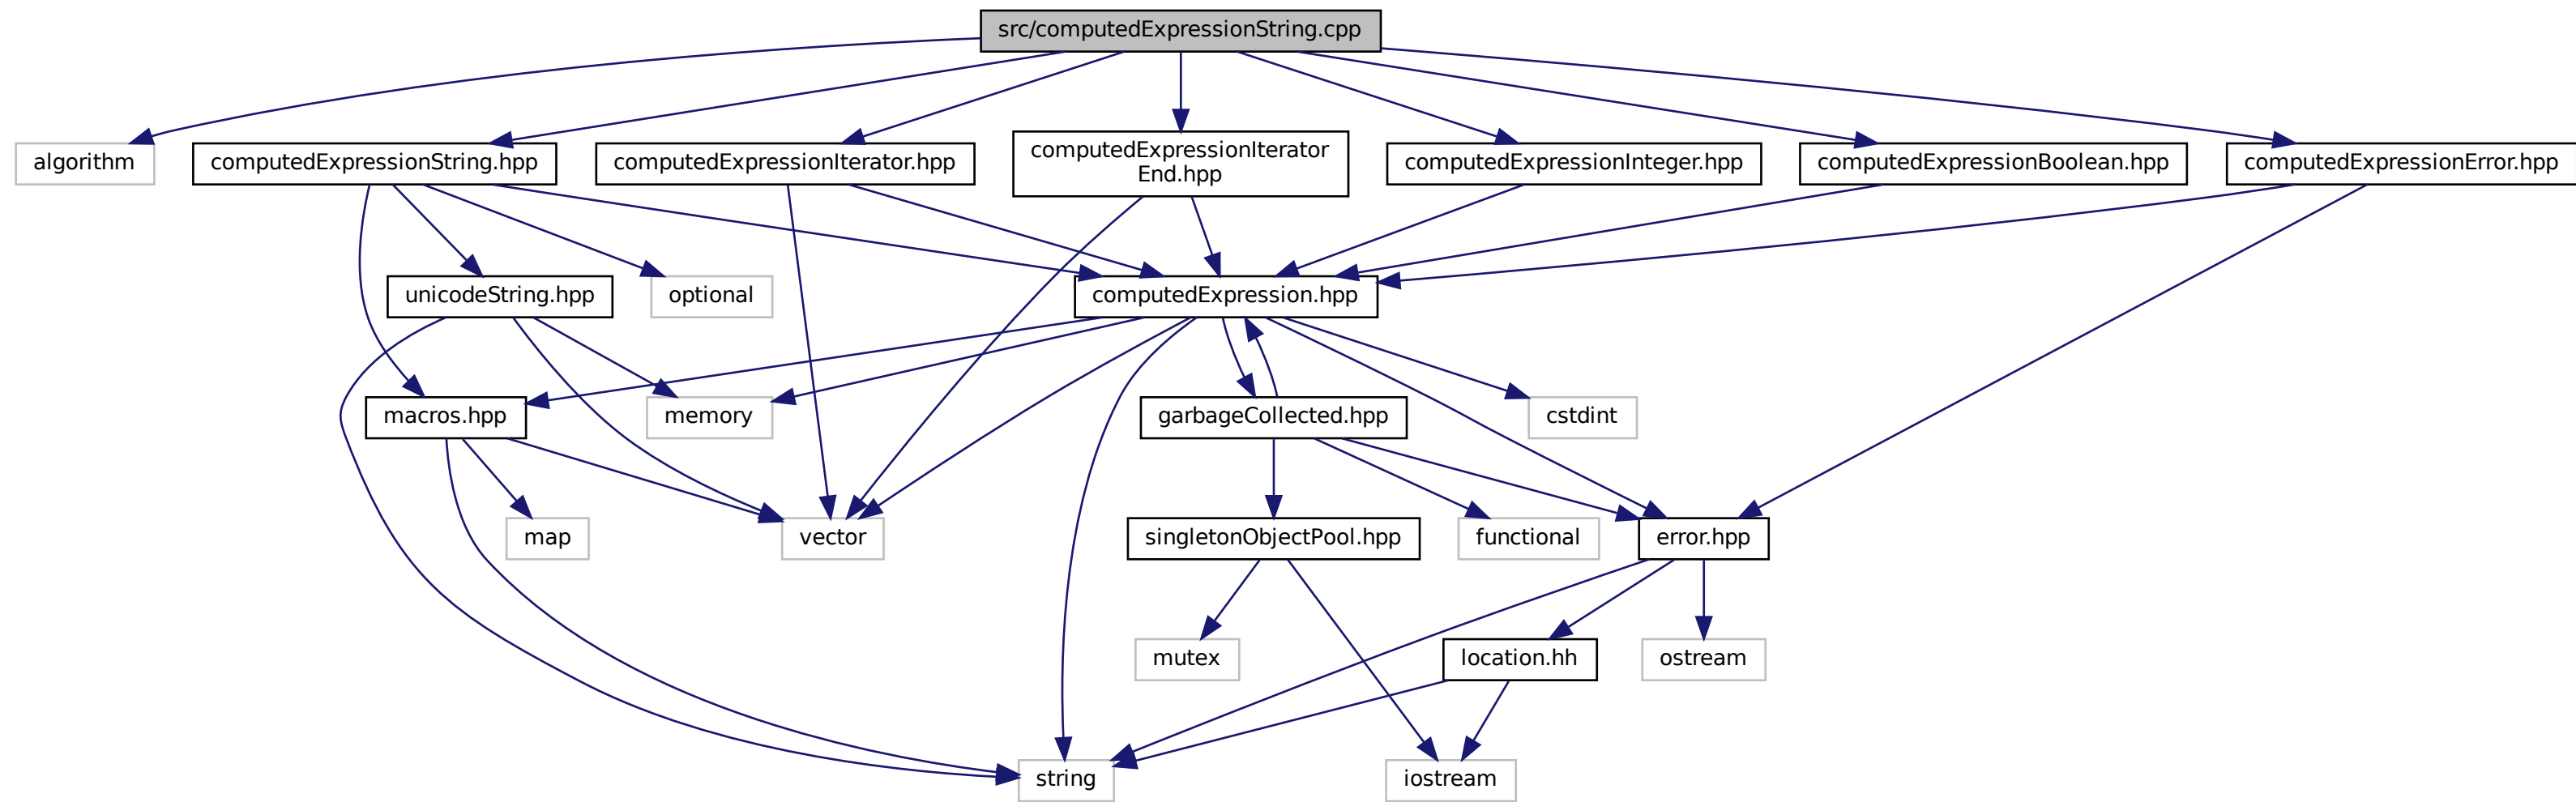 src/computedExpressionString.cpp
algorithm
computedExpressionString.hpp
computedExpressionIterator.hpp
computedExpressionIterator
End.hpp
computedExpressionInteger.hpp
computedExpressionBoolean.hpp
computedExpressionError.hpp
unicodeString.hpp
optional
computedExpression.hpp
macros.hpp
memory
garbageCollected.hpp
cstdint
map
vector
singletonObjectPool.hpp
functional
error.hpp
mutex
location.hh
ostream
string
iostream